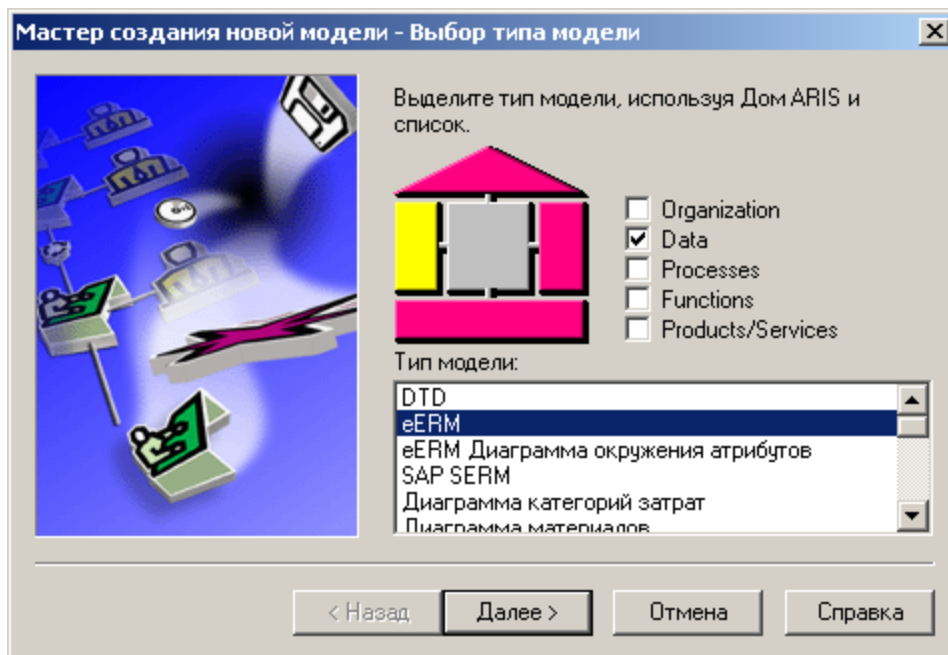 Мастер создания новой модели - Выбор типа модели
Выделите тип модели, используя Дом ARIS и
список.
Organization
Data
Processes
Functions
Products/Services
Тип модели:
DTD
eERM
eERM Диаграмма окружения атрибутов
SAP SERM
Диаграмма категорий затрат
Диаграмма материалов
< Назад
Далее >
Отмена
Справка